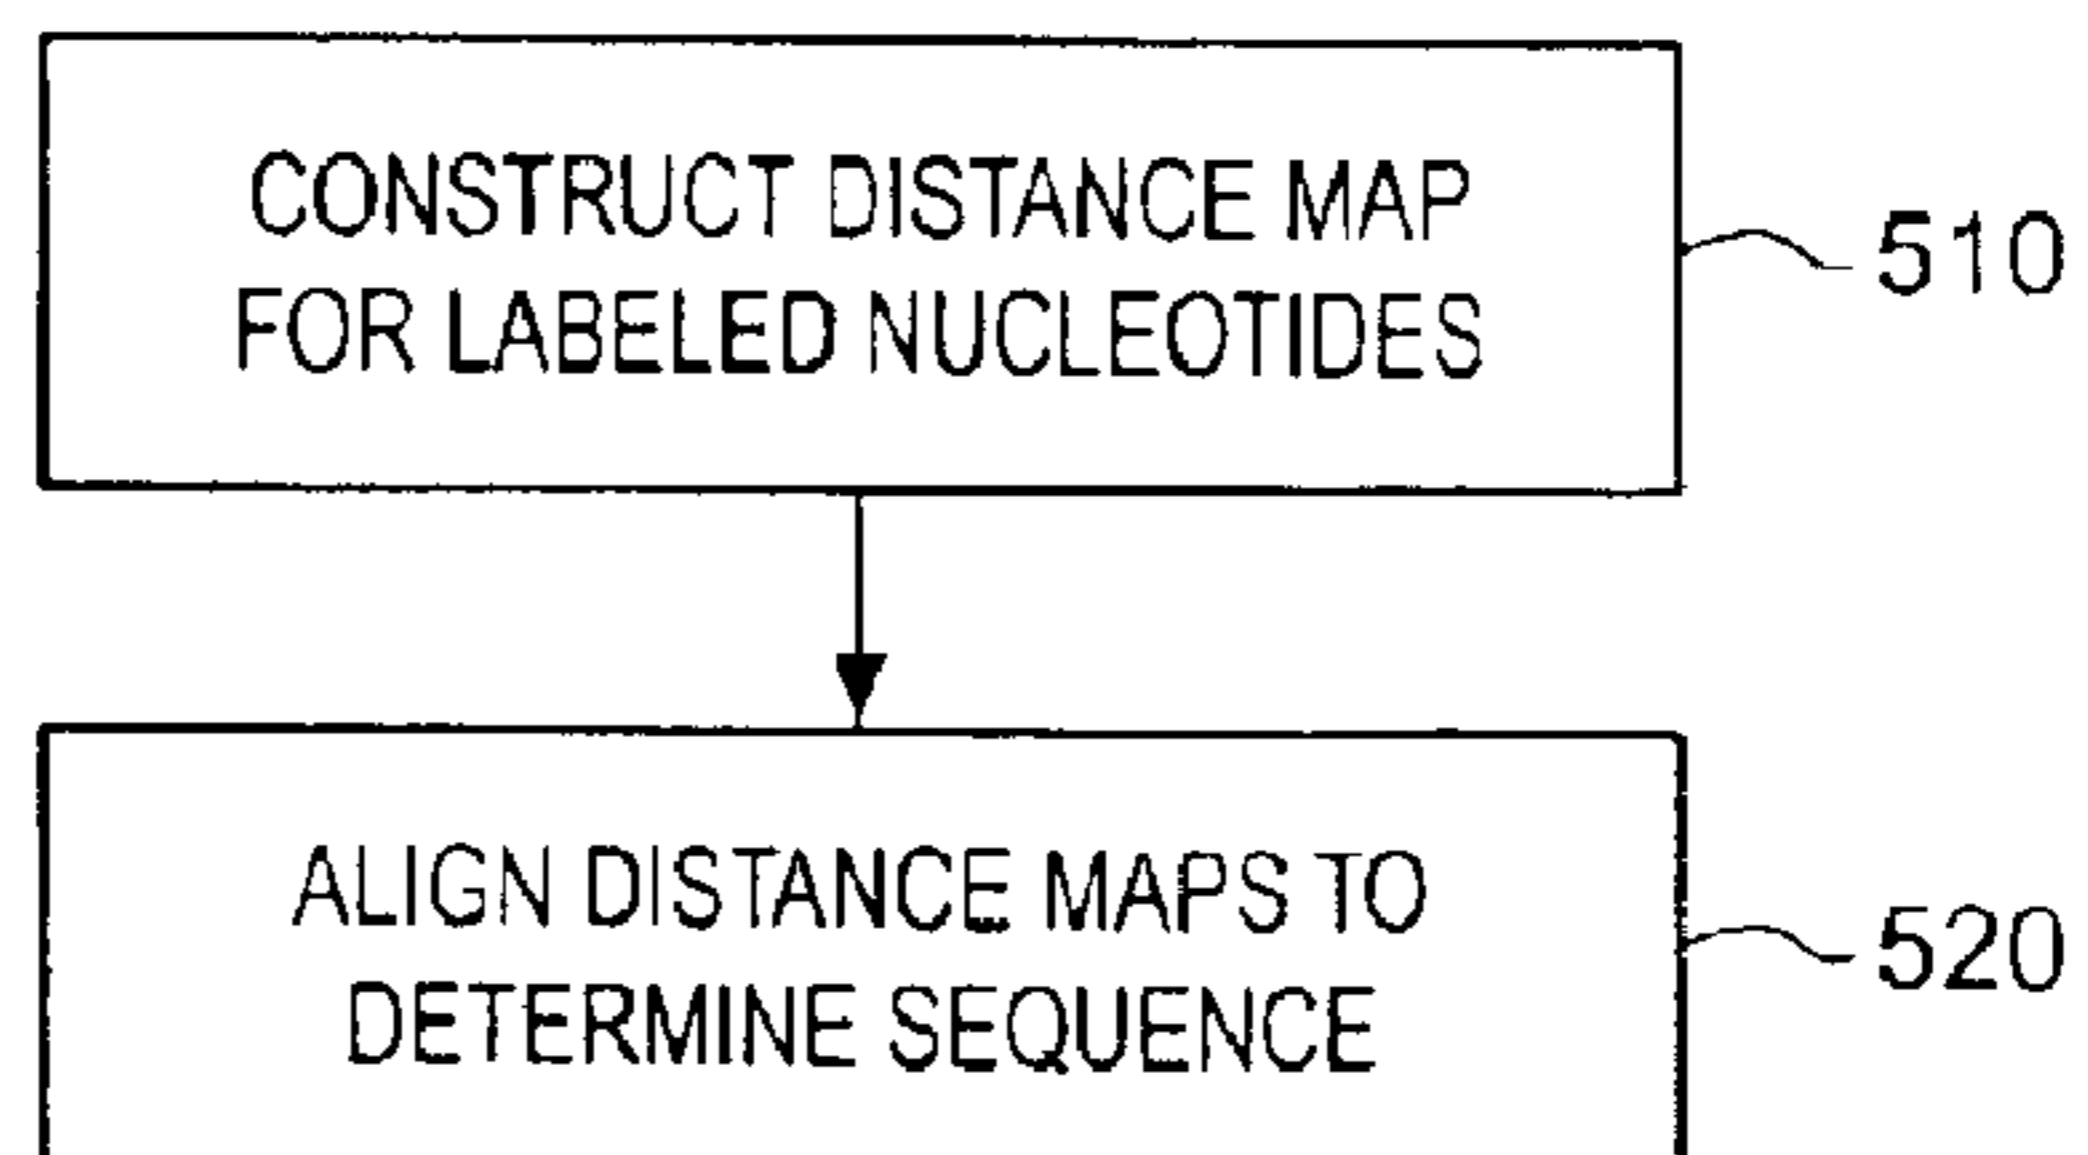 CONSTRUCT DISTANCE MAP
FOR LABELED NUCLEOTIDES
510
ALIGN DISTANCE MAPS TO
DETERMINE SEQUENCE
520